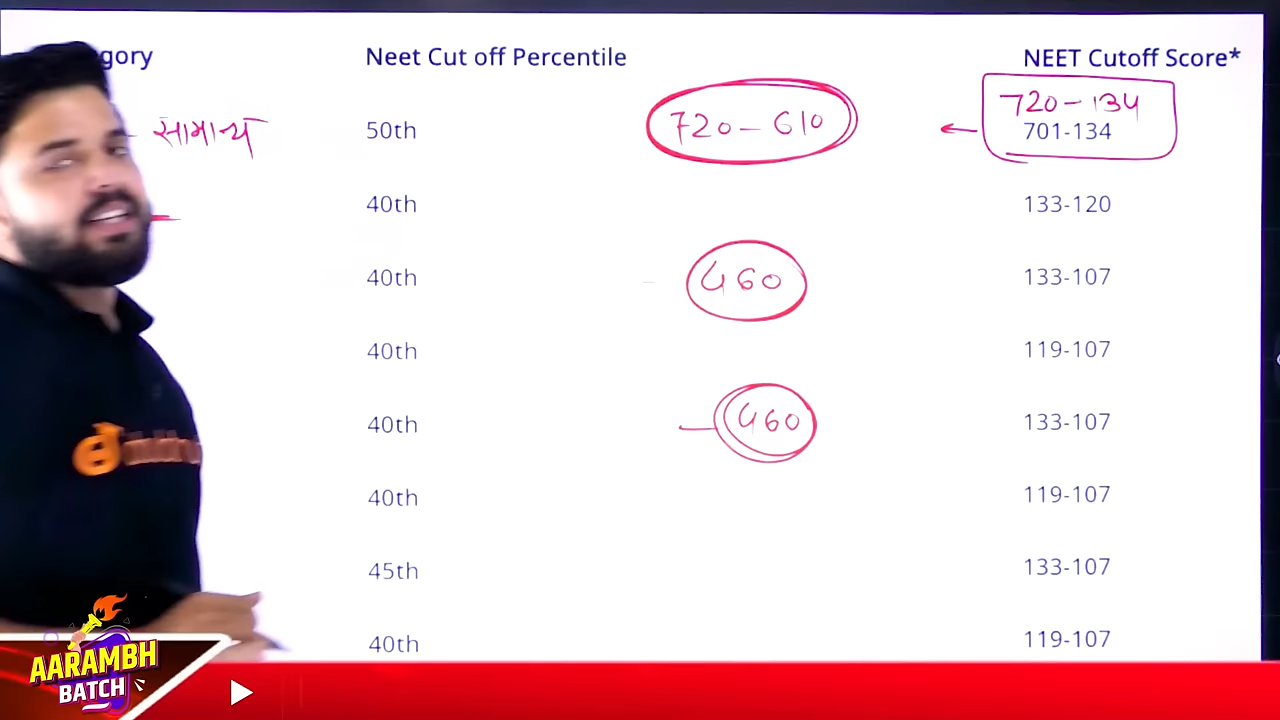 gory Neet Cut off Percentile NEET Cutoff Score*
720-134
सामान्य 50th 720-610 701-134
40th 133-120
40th 460 133-107
40th 119-107
40th 460 133-107
40th 119-107
45th 133-107
40th 119-107
AARAMBH
BATCH